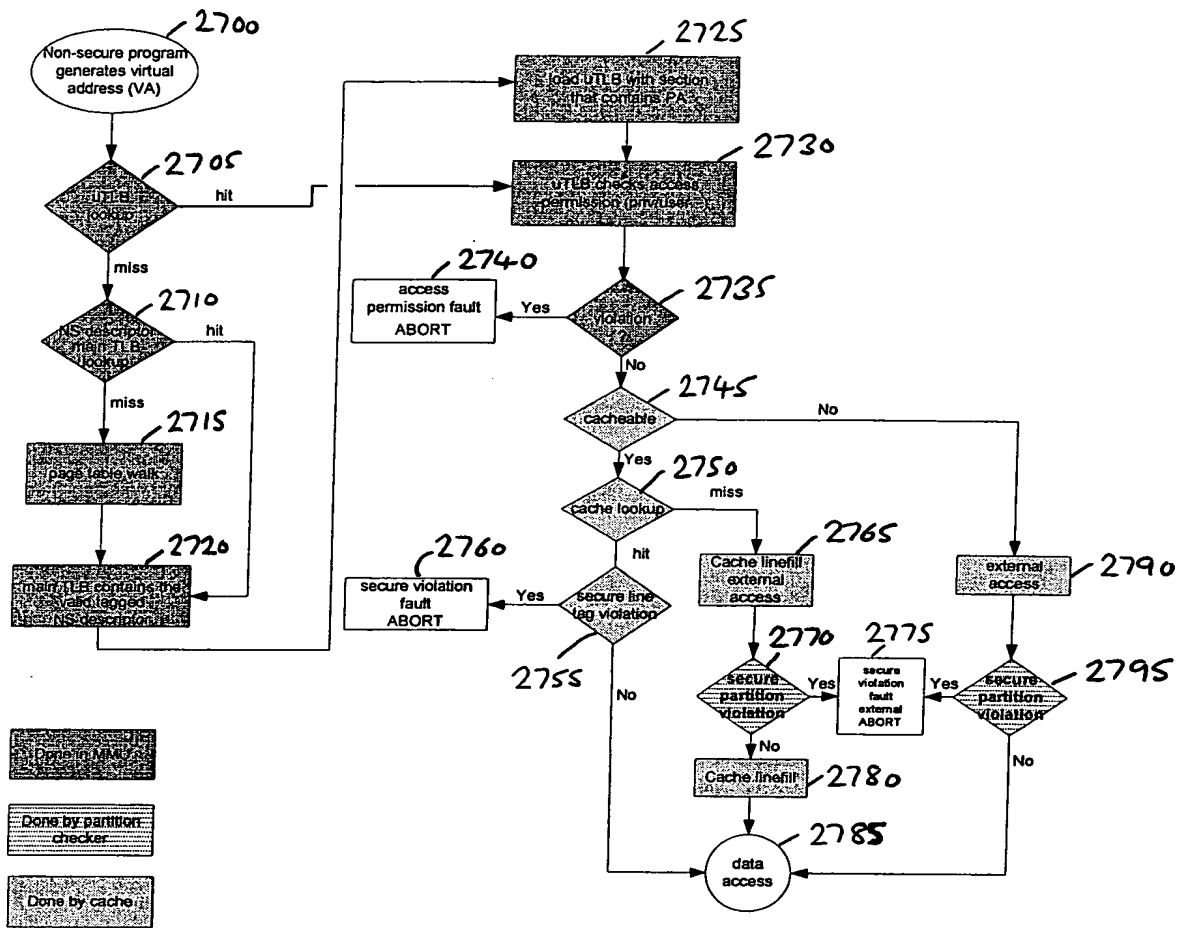 2700
Non-secure program
generates virtual
address (VA)
2705
uTLB
lookup
hit
miss
2710
NS descriptor
main TLB
lookup
hit
miss
2715
page table walk
2720
main TLB contains the
valid tagged
NS descriptor
2725
load uTLB with section
that contains PA
2730
uTLB checks access
permission (priv/user
2740
access
permission fault
ABORT
Yes
2735
violation
?
No
2745
cacheable
No
Yes
2750
cache lookup
miss
hit
2760
secure violation
fault
ABORT
Yes
secure line
tag violation
2755
No
2765
Cache linefill
external
access
2770
secure
partition
violation
Yes
2775
secure
violation
fault
external
ABORT
No
2780
Cache linefill
2790
external
access
2795
secure
partition
violation
Yes
No
2785
data
access
Done in MMU
Done by partition
checker
Done by cache